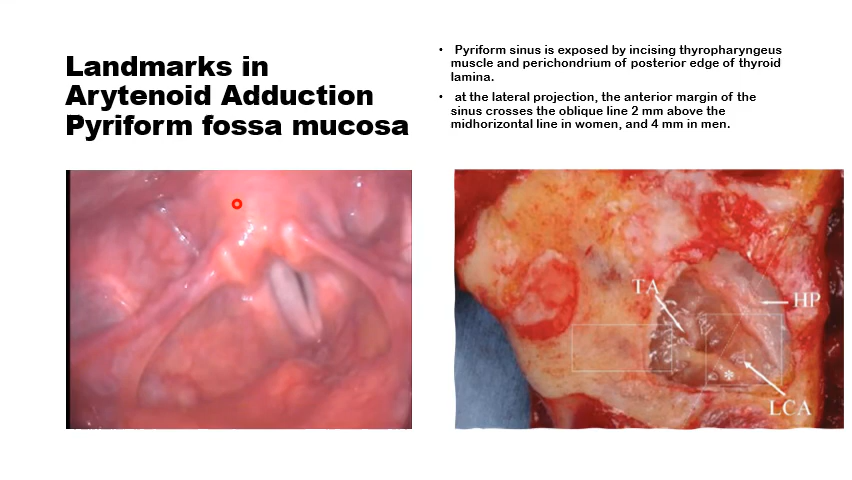 Landmarks in
Arytenoid Adduction
Pyriform fossa mucosa
• Pyriform sinus is exposed by incising thyropharyngeus
muscle and perichondrium of posterior edge of thyroid
lamina.
• at the lateral projection, the anterior margin of the
sinus crosses the oblique line 2 mm above the
midhorizontal line in women, and 4 mm in men.
TA
HP
*
LCA